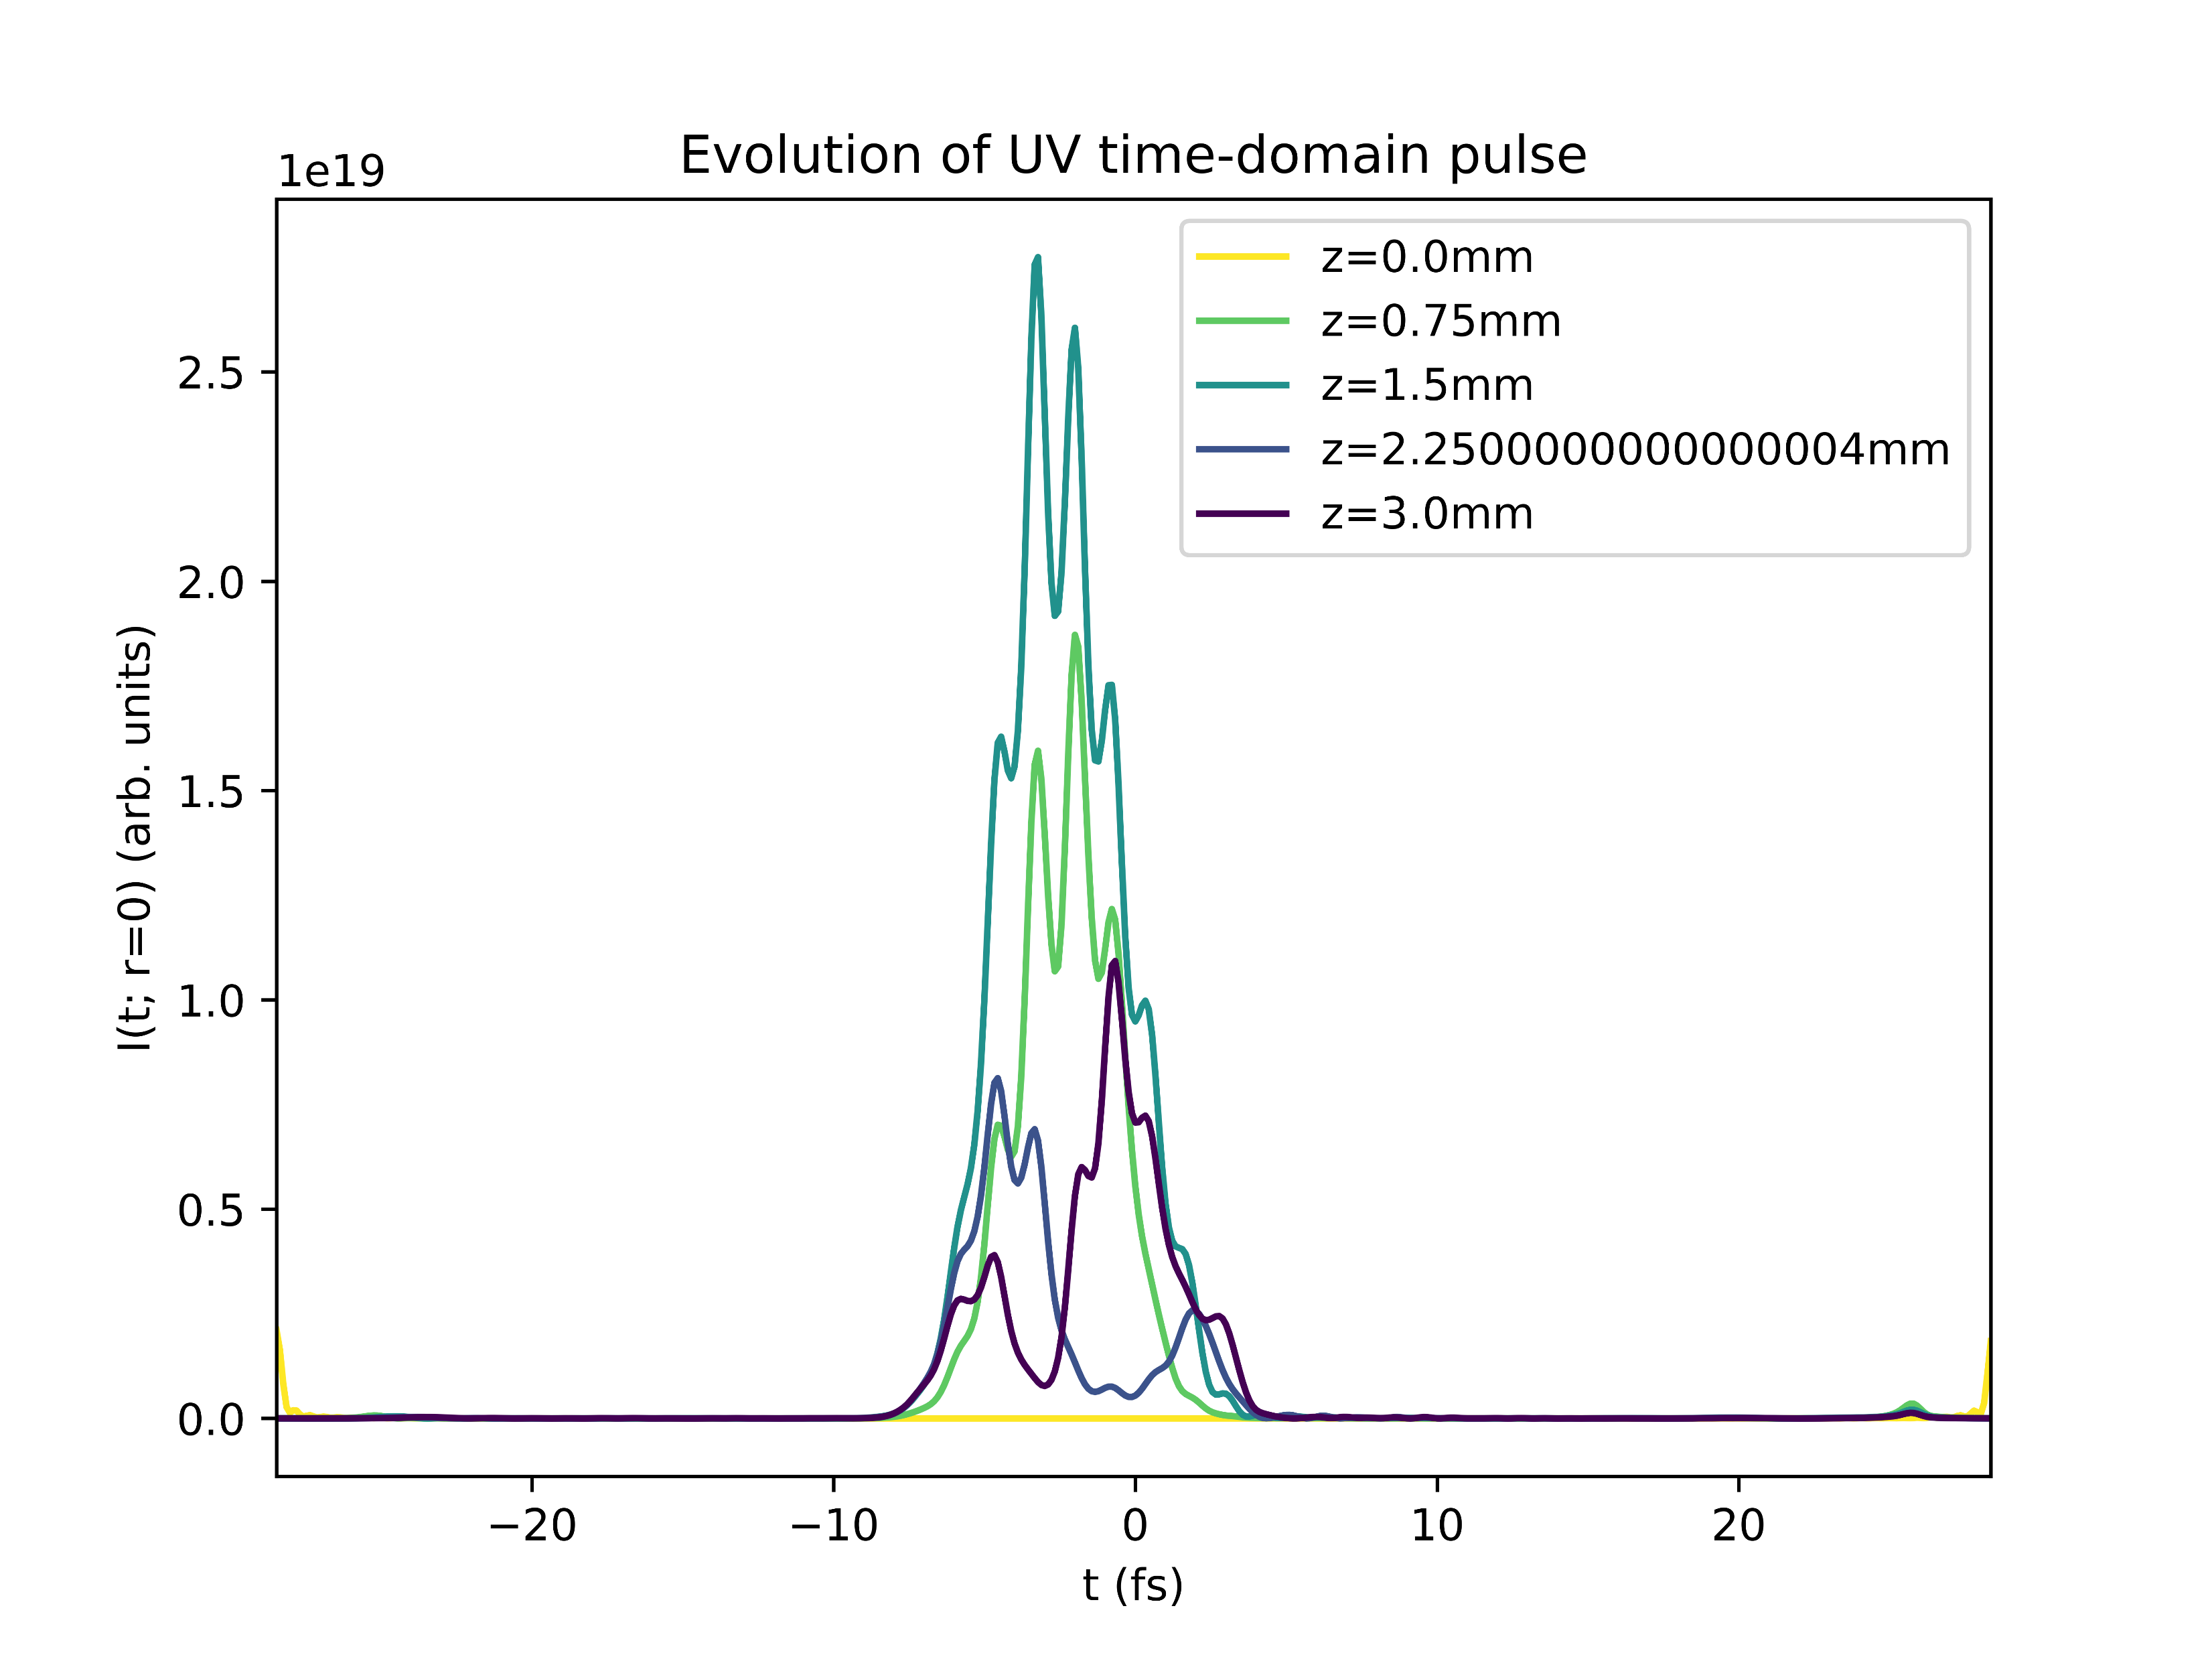 Evolution of UV time-domain pulse
1e19
z=0.0mm
z=0.75mm
z=1.5mm
z=2.2500000000000004mm
z=3.0mm
2.5
2.0
1.5
1.0
0.5
0.0
I(t; r=0) (arb. units)
−20
−10
0
10
20
t (fs)